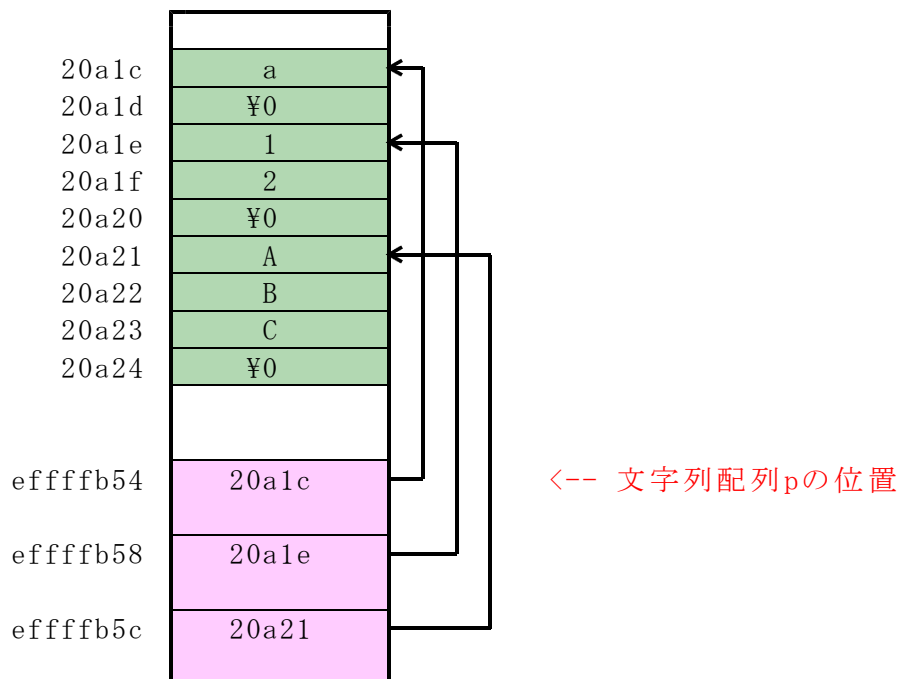 20a1c a
20a1d ¥0
20a1e 1
20a1f 2
20a20 ¥0
20a21 A
20a22 B
20a23 C
20a24 ¥0
effffb54 20a1c <-- 文字列配列pの位置
effffb58 20a1e
effffb5c 20a21